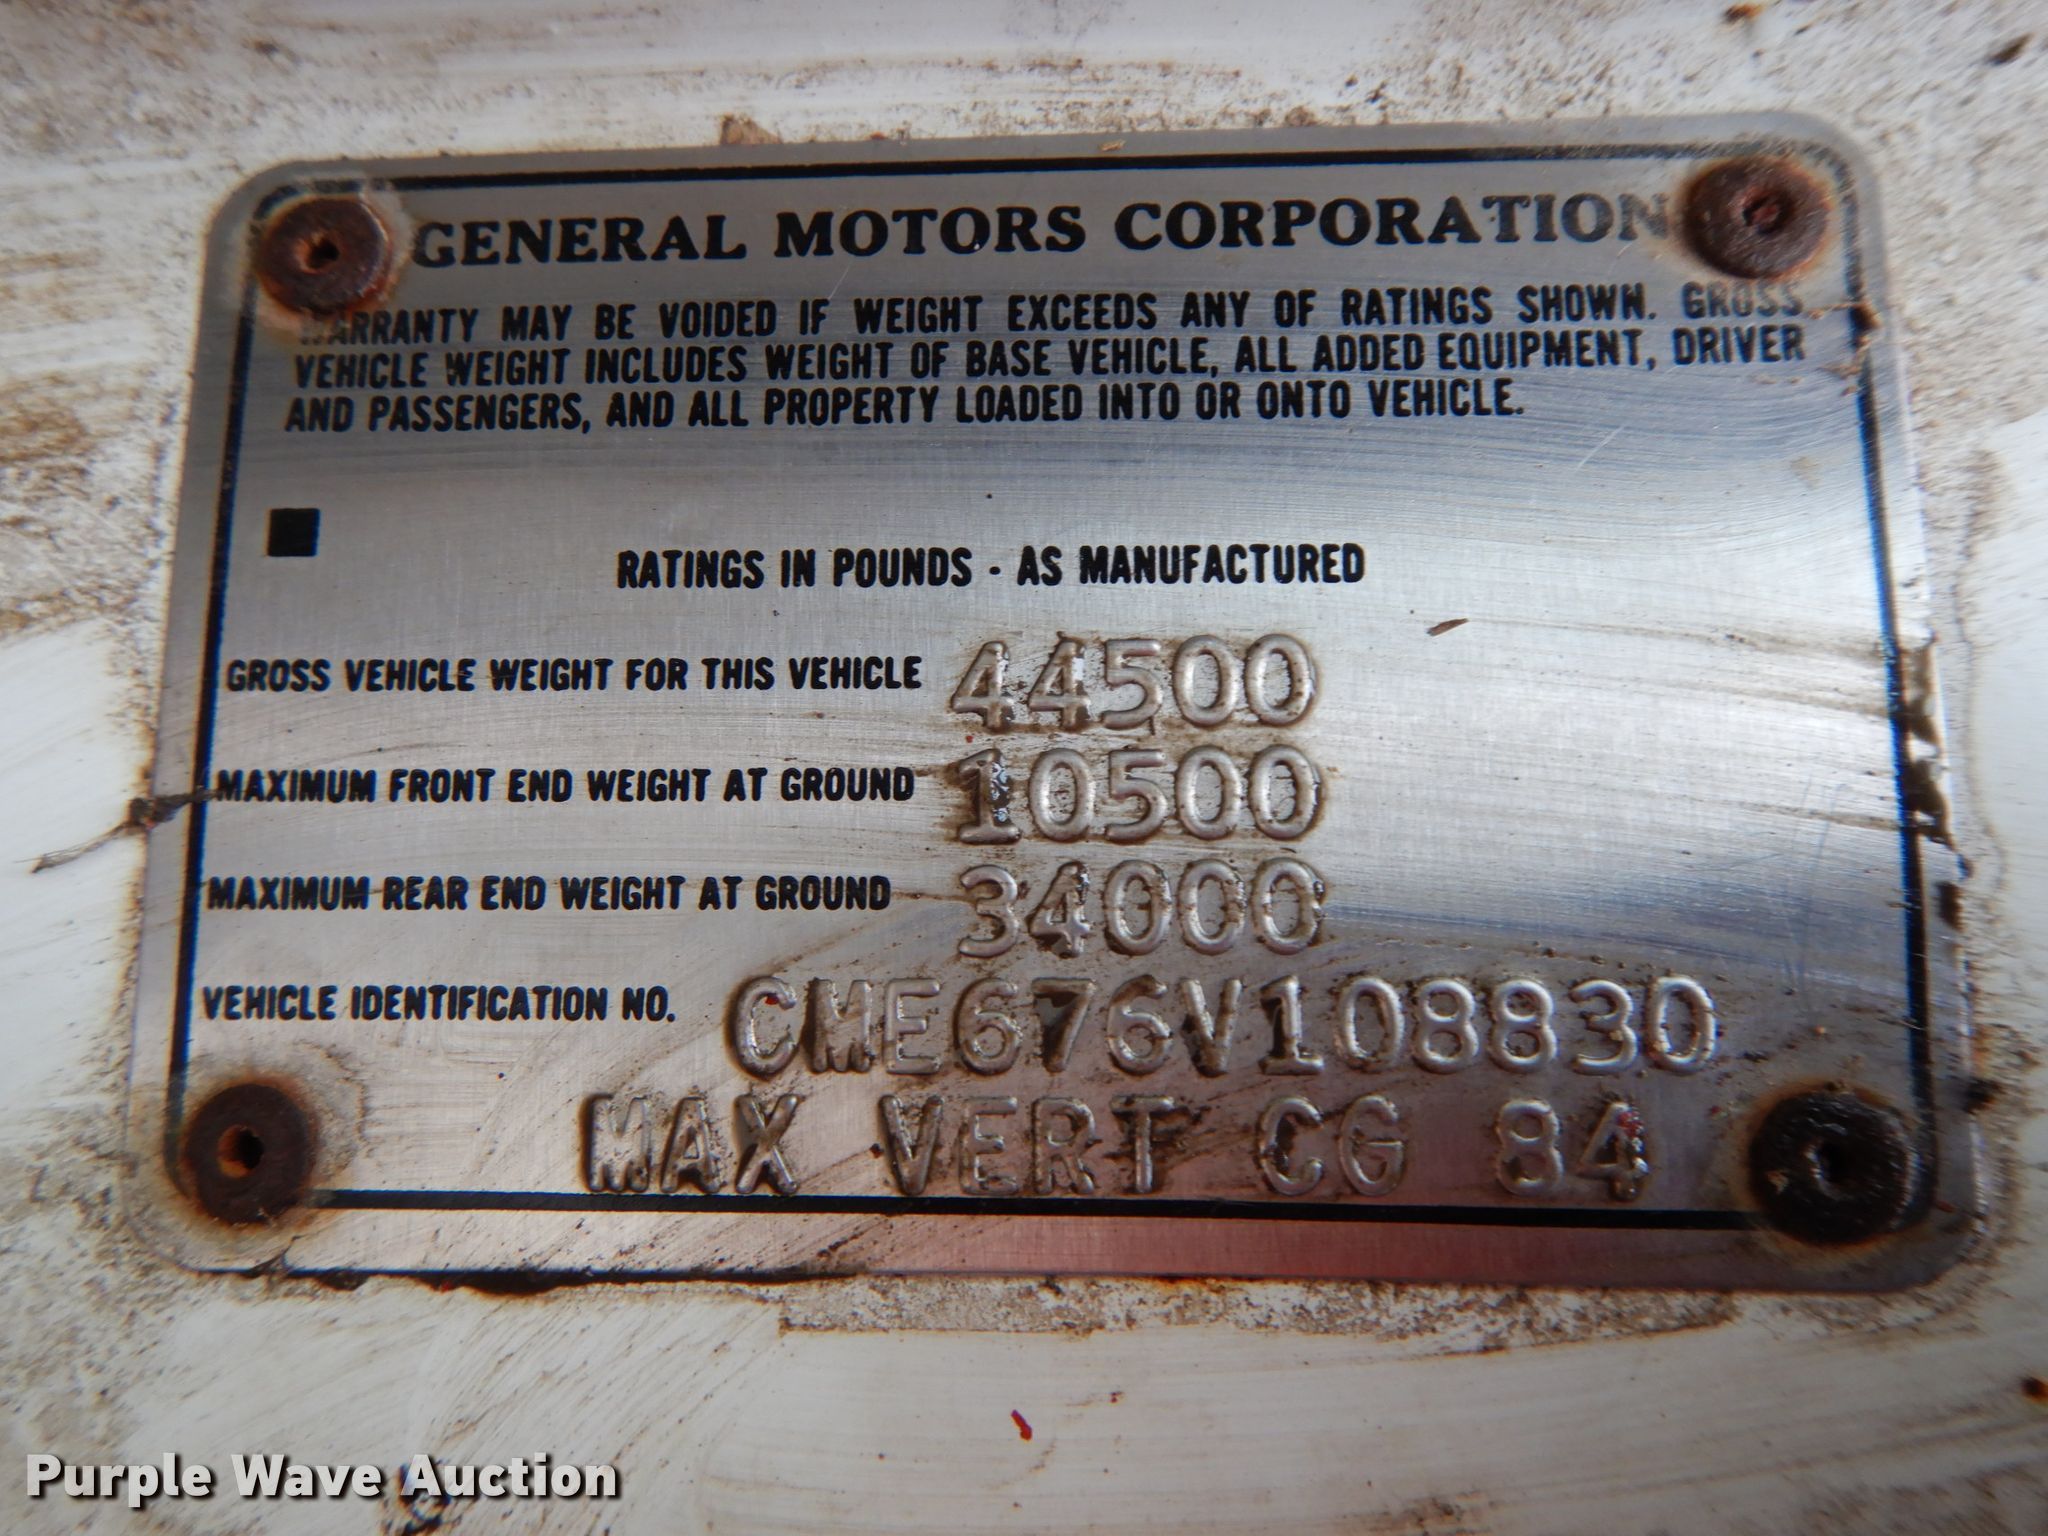 GENERAL MOTORS CORPORATION
WARRANTY MAY BE VOIDED IF WEIGHT EXCEEDS ANY OF RATINGS SHOWN. GROSS
VEHICLE WEIGHT INCLUDES WEIGHT OF BASE VEHICLE, ALL ADDED EQUIPMENT, DRIVER
AND PASSENGERS, AND ALL PROPERTY LOADED INTO OR ONTO VEHICLE.
RATINGS IN POUNDS - AS MANUFACTURED
GROSS VEHICLE WEIGHT FOR THIS VEHICLE 44500
MAXIMUM FRONT END WEIGHT AT GROUND 10500
MAXIMUM REAR END WEIGHT AT GROUND 34000
VEHICLE IDENTIFICATION NO. CME676V108830
MAX VERT CG 84
Purple Wave Auction